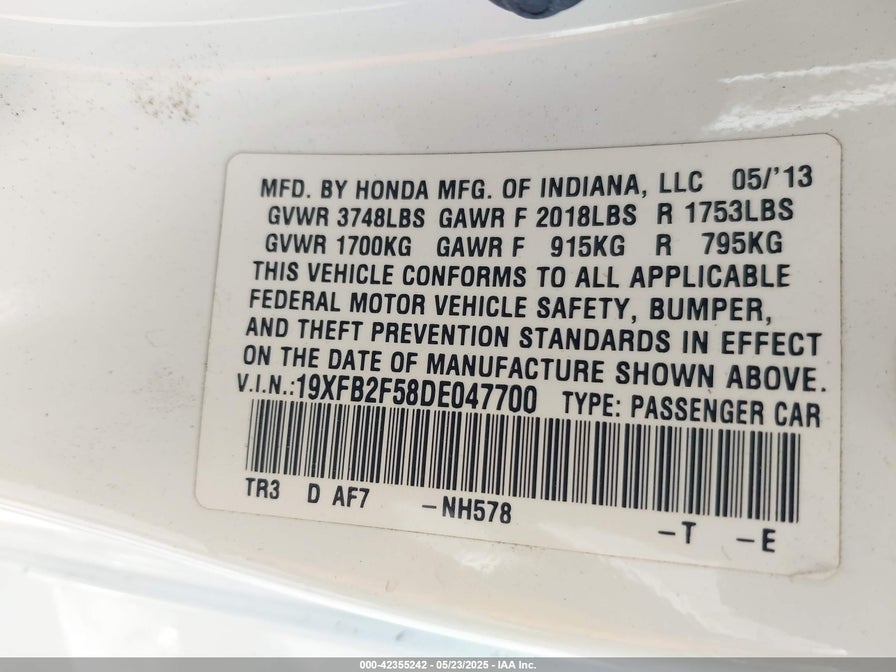 MFD. BY HONDA MFG. OF INDIANA, LLC 05/'13
GVWR 3748LBS GAWR F 2018LBS R 1753LBS
GVWR 1700KG GAWR F 915KG R 795KG
THIS VEHICLE CONFORMS TO ALL APPLICABLE
FEDERAL MOTOR VEHICLE SAFETY, BUMPER,
AND THEFT PREVENTION STANDARDS IN EFFECT
ON THE DATE OF MANUFACTURE SHOWN ABOVE.
V.I.N.:19XFB2F58DE047700 TYPE: PASSENGER CAR
TR3 D AF7 -NH578 -T -E
000-42355242 - 05/23/2025 - IAA Inc.